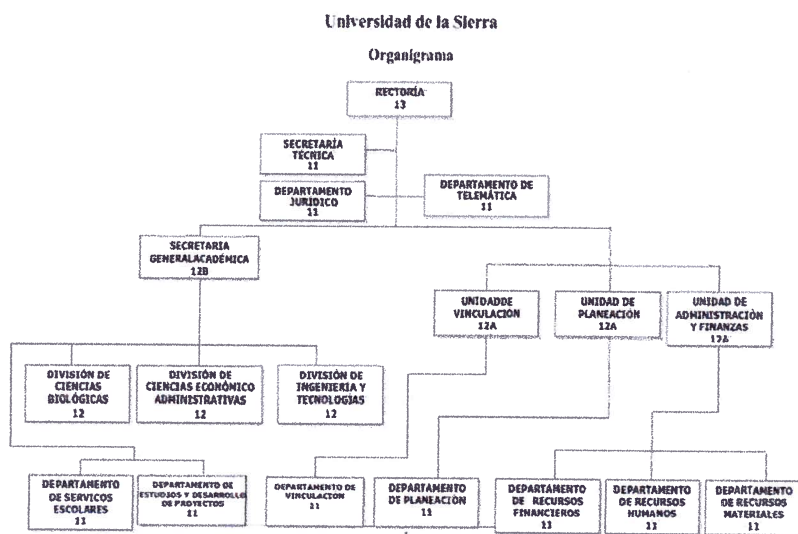 Universidad de la Sierra
Organigrama
RECTORÍA
13
SECRETARÍA
TÉCNICA
11
DEPARTAMENTO
JURÍDICO
11
DEPARTAMENTO DE
TELEMÁTICA
11
SECRETARIA
GENERALACADÉMICA
12B
UNIDADDE
VINCULACIÓN
12A
UNIDAD DE
PLANEACIÓN
12A
UNIDAD DE
ADMINISTRACIÓN
Y FINANZAS
12A
DIVISIÓN DE
CIENCIAS
BIOLÓGICAS
12
DIVISIÓN DE
CIENCIAS ECONÓMICO
ADMINISTRATIVAS
12
DIVISIÓN DE
INGENIERIA Y
TECNOLOGÍAS
12
DEPARTAMENTO
DE SERVICOS
ESCOLARES
11
DEPARTAMENTO DE
ESTUDIOS Y DESARROLLO
DE PROYECTOS
11
DEPARTAMENTO DE
VINCULACION
11
DEPARTAMENTO
DE PLANEACIÓN
11
DEPARTAMENTO
DE RECURSOS
FINANCIEROS
11
DEPARTAMENTO
DE RECURSOS
HUMANOS
11
DEPARTAMENTO
DE RECURSOS
MATERIALES
11